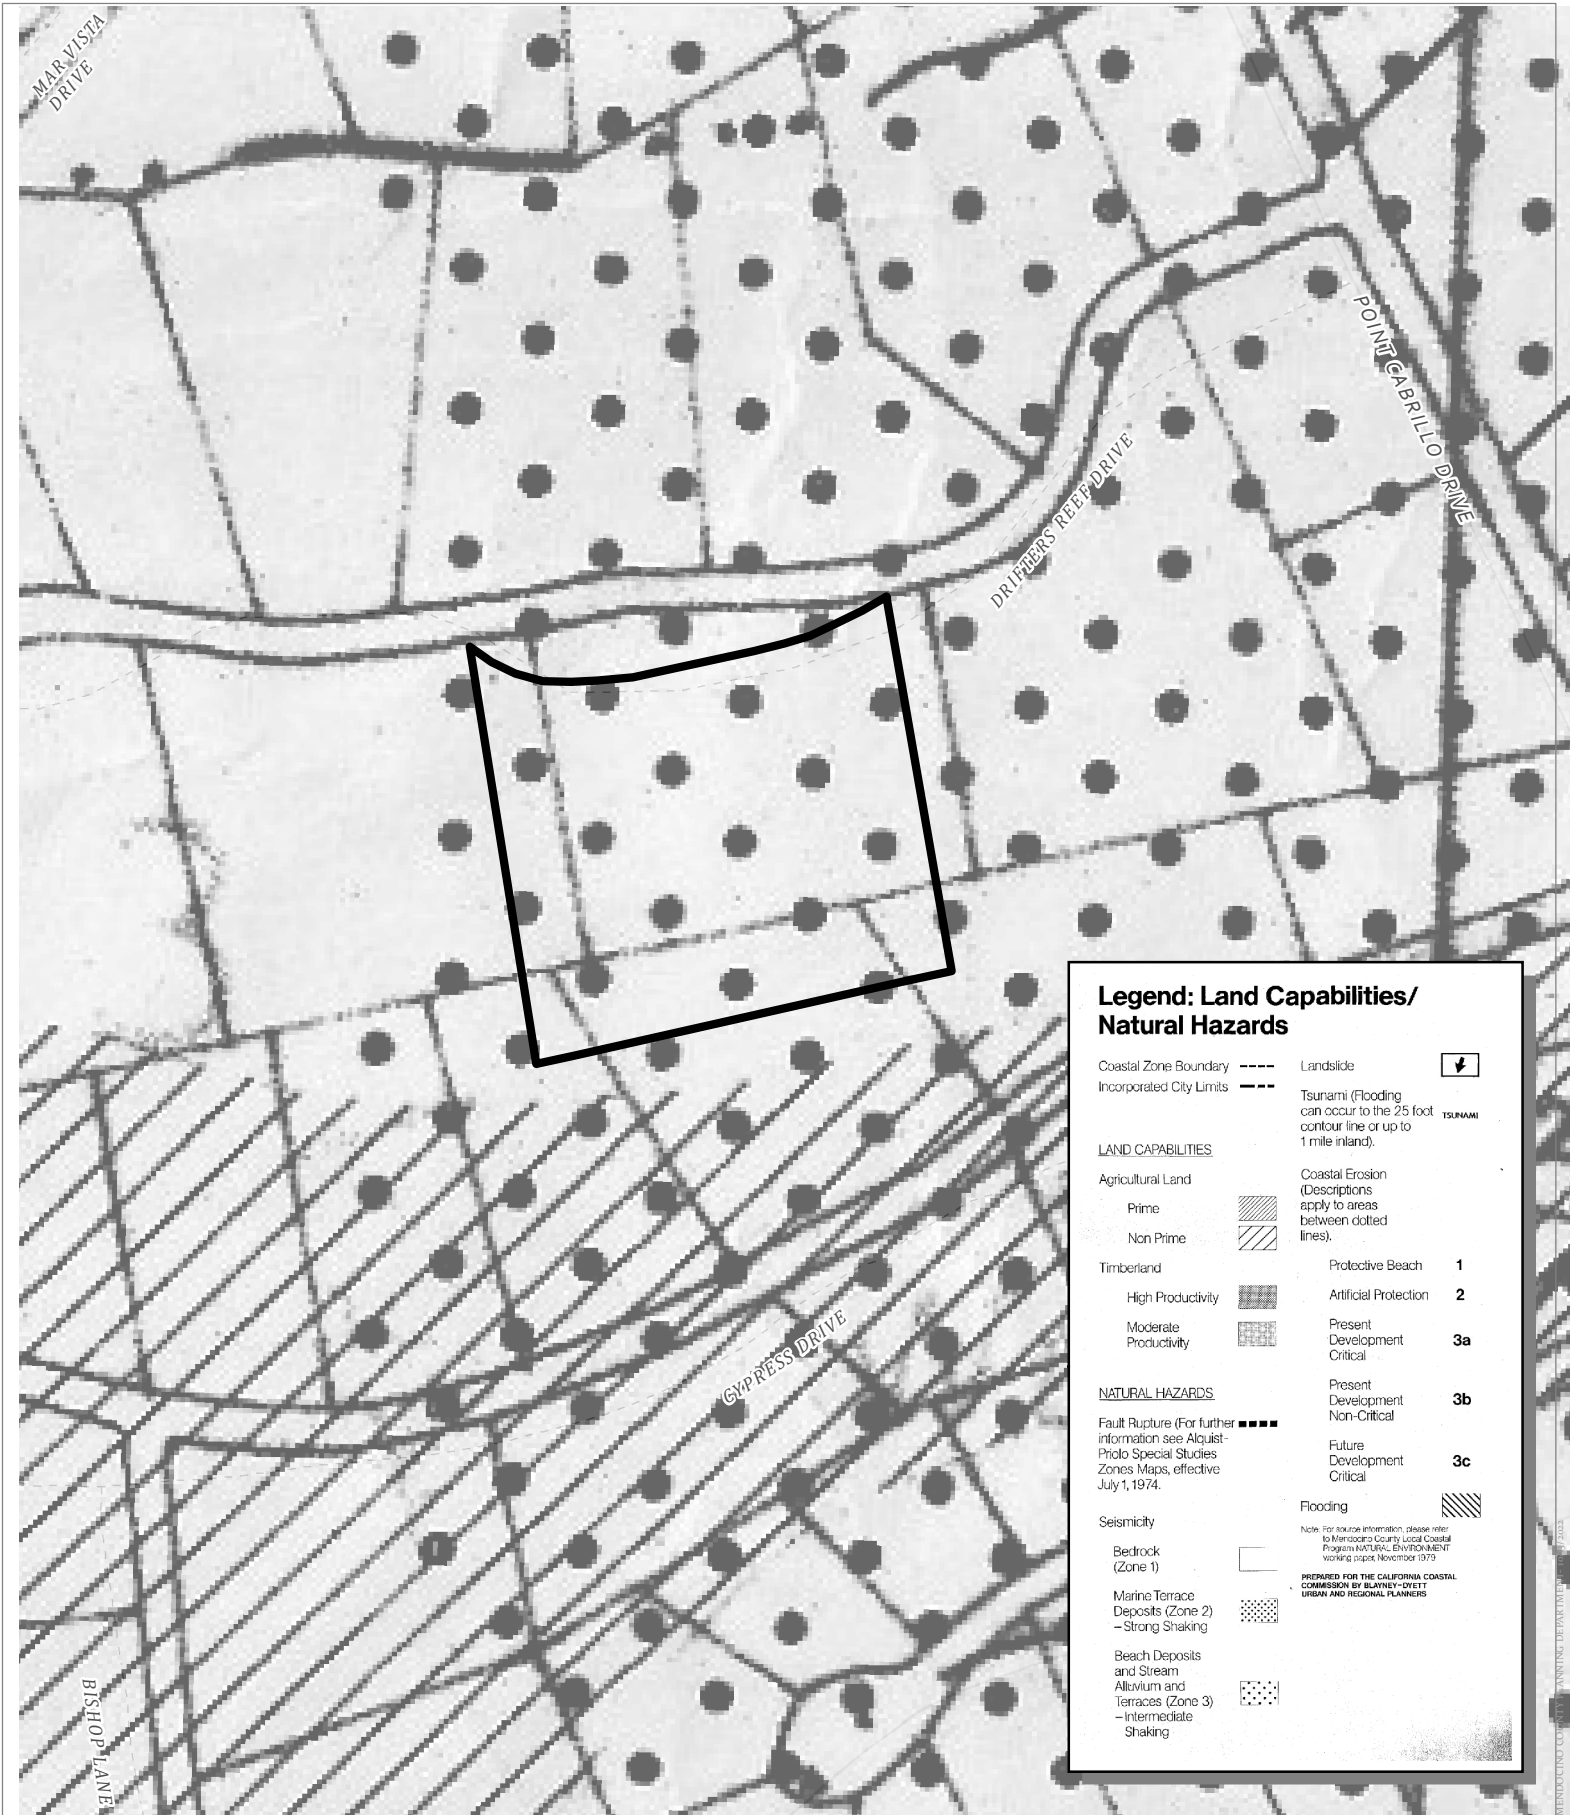 MAR VISTA
DRIVE
POINT CABRILLO DRIVE
DRIFTERS REEF DRIVE
CYPRESS DRIVE
BISHOP LANE
Legend: Land Capabilities/
Natural Hazards
Coastal Zone Boundary
Incorporated City Limits
LAND CAPABILITIES
Agricultural Land
Prime
Non Prime
Timberland
High Productivity
Moderate
Productivity
NATURAL HAZARDS
Fault Rupture (For further
information see Alquist-
Priolo Special Studies
Zones Maps, effective
July 1, 1974.
Seismicity
Bedrock
(Zone 1)
Marine Terrace
Deposits (Zone 2)
–Strong Shaking
Beach Deposits
and Stream
Alluvium and
Terraces (Zone 3)
–Intermediate
Shaking
Landslide
Tsunami (Flooding
can occur to the 25 foot
contour line or up to
1 mile inland).
TSUNAMI
Coastal Erosion
(Descriptions
apply to areas
between dotted
lines).
Protective Beach 1
Artificial Protection 2
Present
Development
Critical
3a
Present
Development
Non-Critical
3b
Future
Development
Critical
3c
Flooding
Note: For source information, please refer
to Mendocino County Local Coastal
Program NATURAL ENVIRONMENT
working paper, November 1979
PREPARED FOR THE CALIFORNIA COASTAL
COMMISSION BY BLAYNEY-DYETT
URBAN AND REGIONAL PLANNERS
MENDOCINO COUNTY PLANNING DEPARTMENT